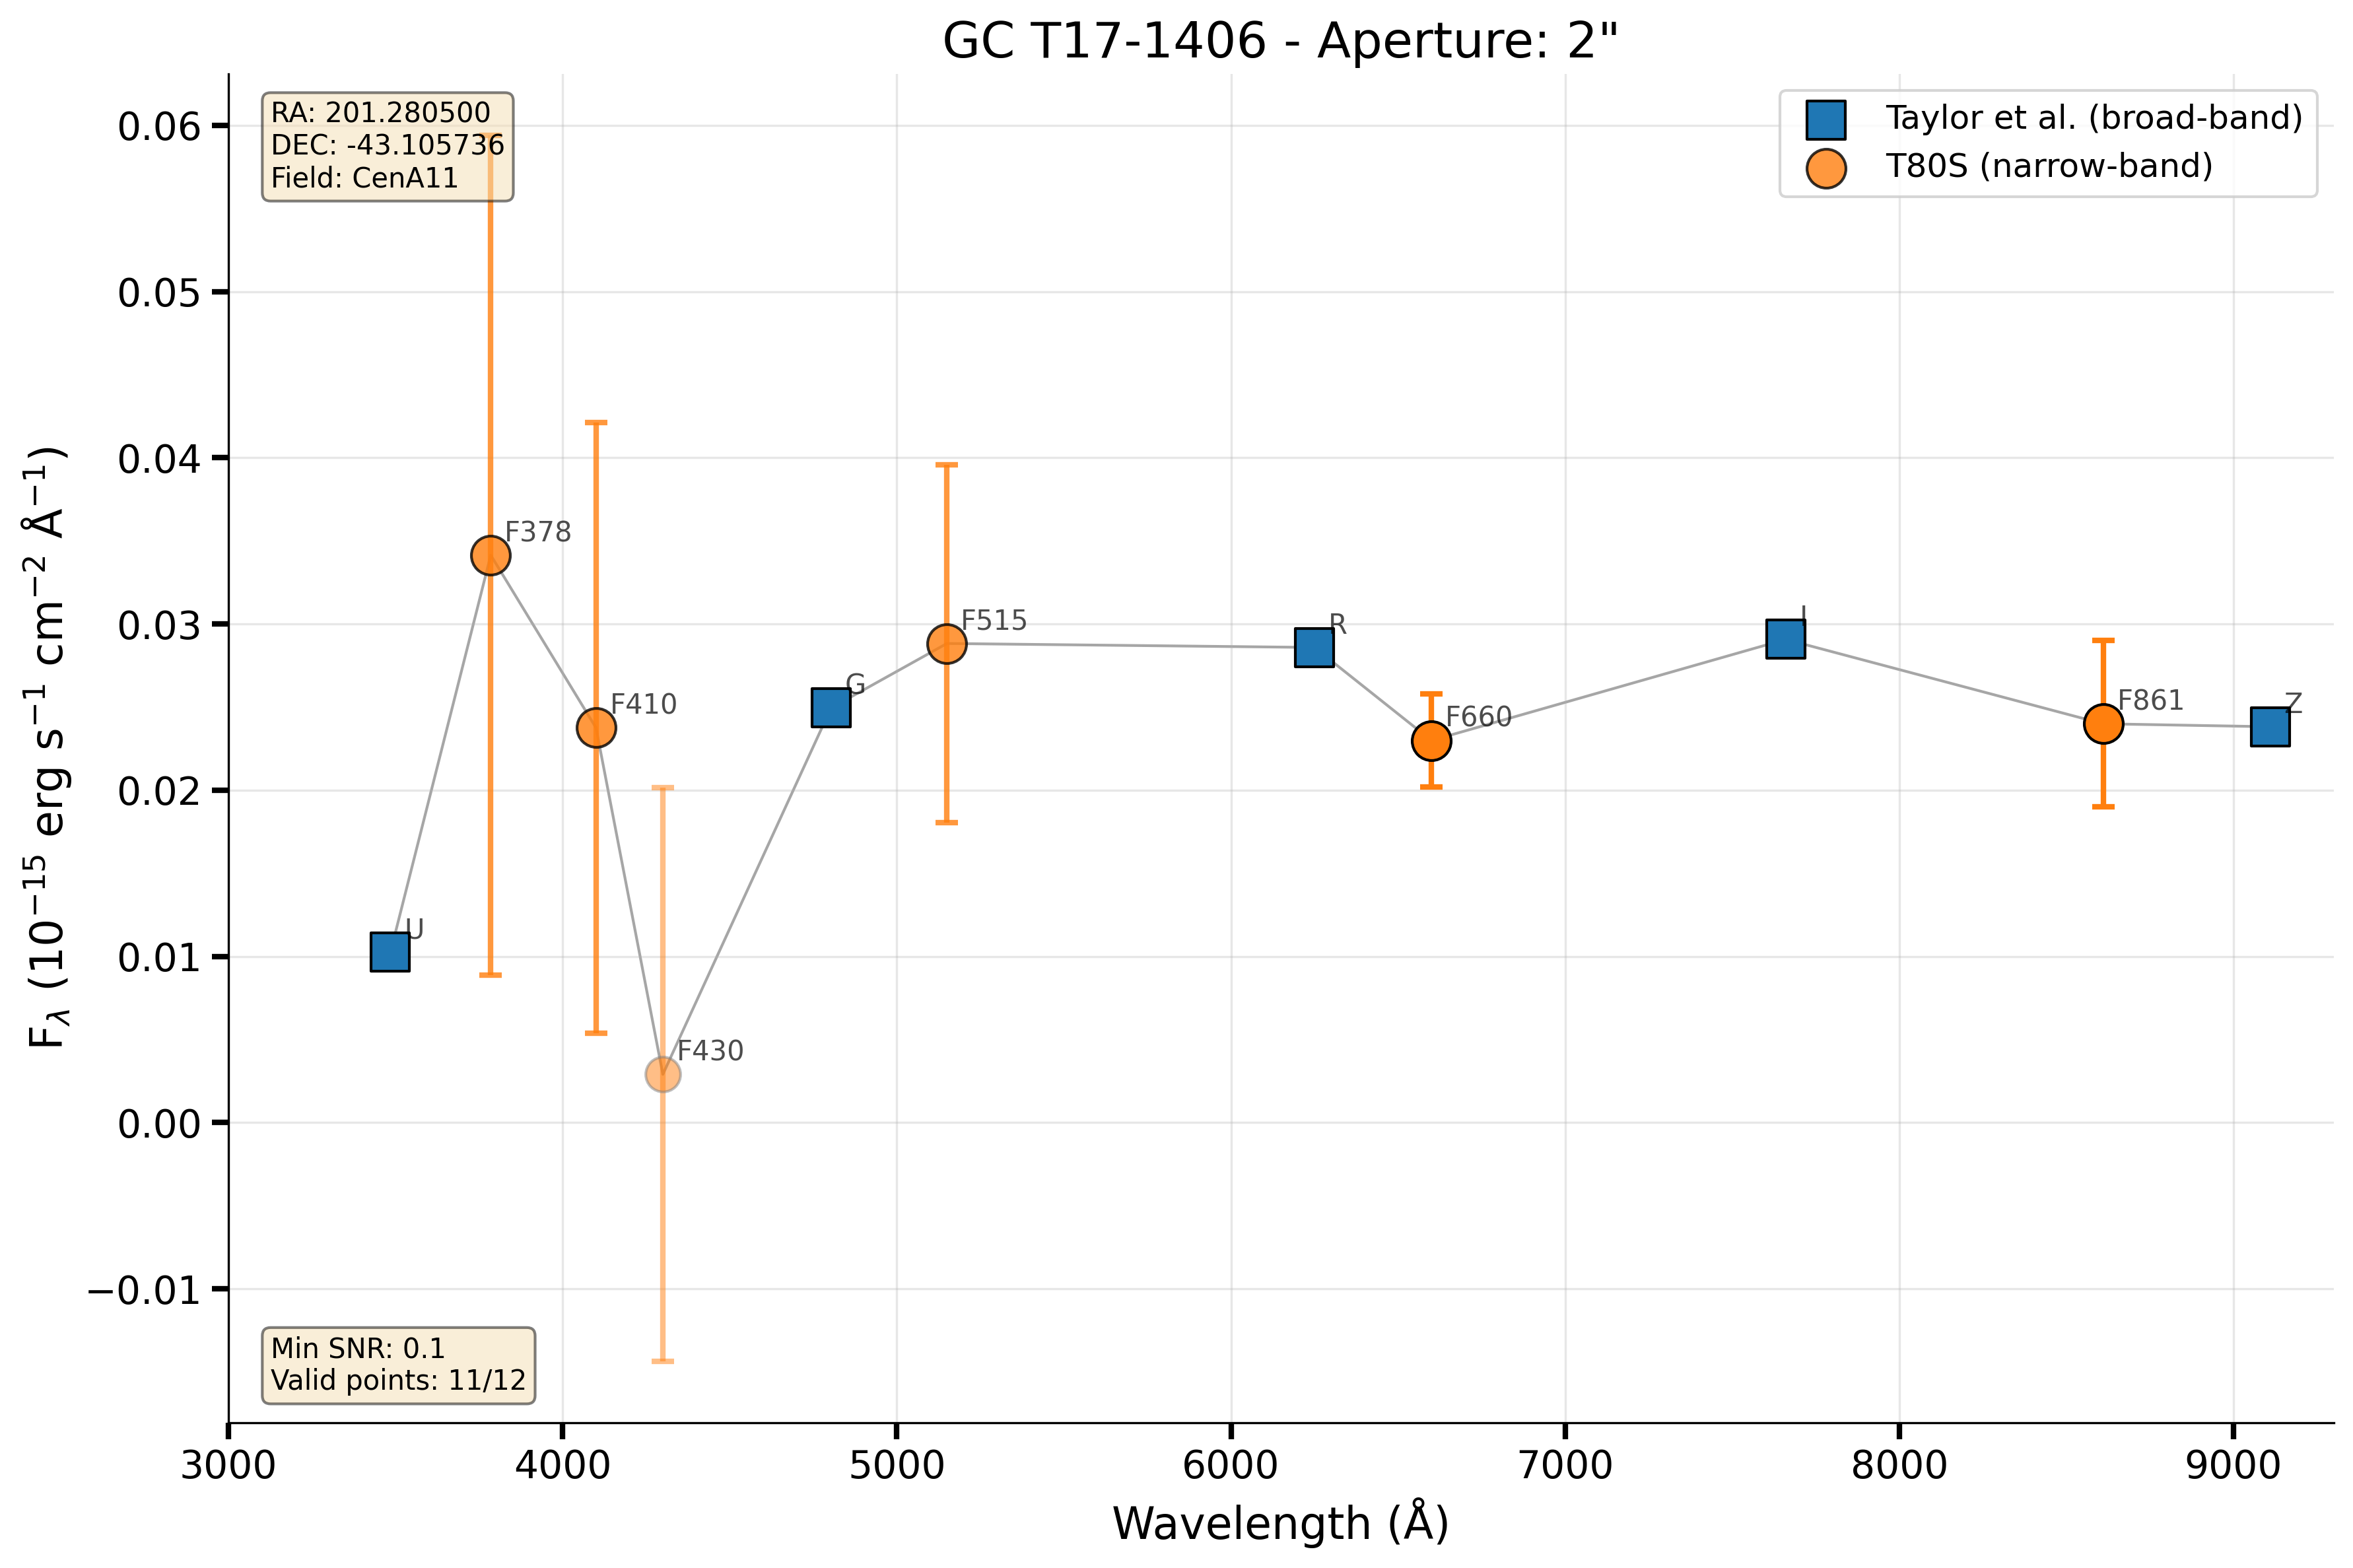 GC T17-1406 - Aperture: 2"
RA: 201.280500
DEC: -43.105736
Field: CenA11
Taylor et al. (broad-band)
T80S (narrow-band)
0.06
0.05
0.04
0.03
0.02
0.01
0.00
−0.01
F_λ (10⁻¹⁵ erg s⁻¹ cm⁻² Å⁻¹)
U
F378
F410
F430
G
F515
R
F660
I
F861
Z
Min SNR: 0.1
Valid points: 11/12
3000 4000 5000 6000 7000 8000 9000
Wavelength (Å)